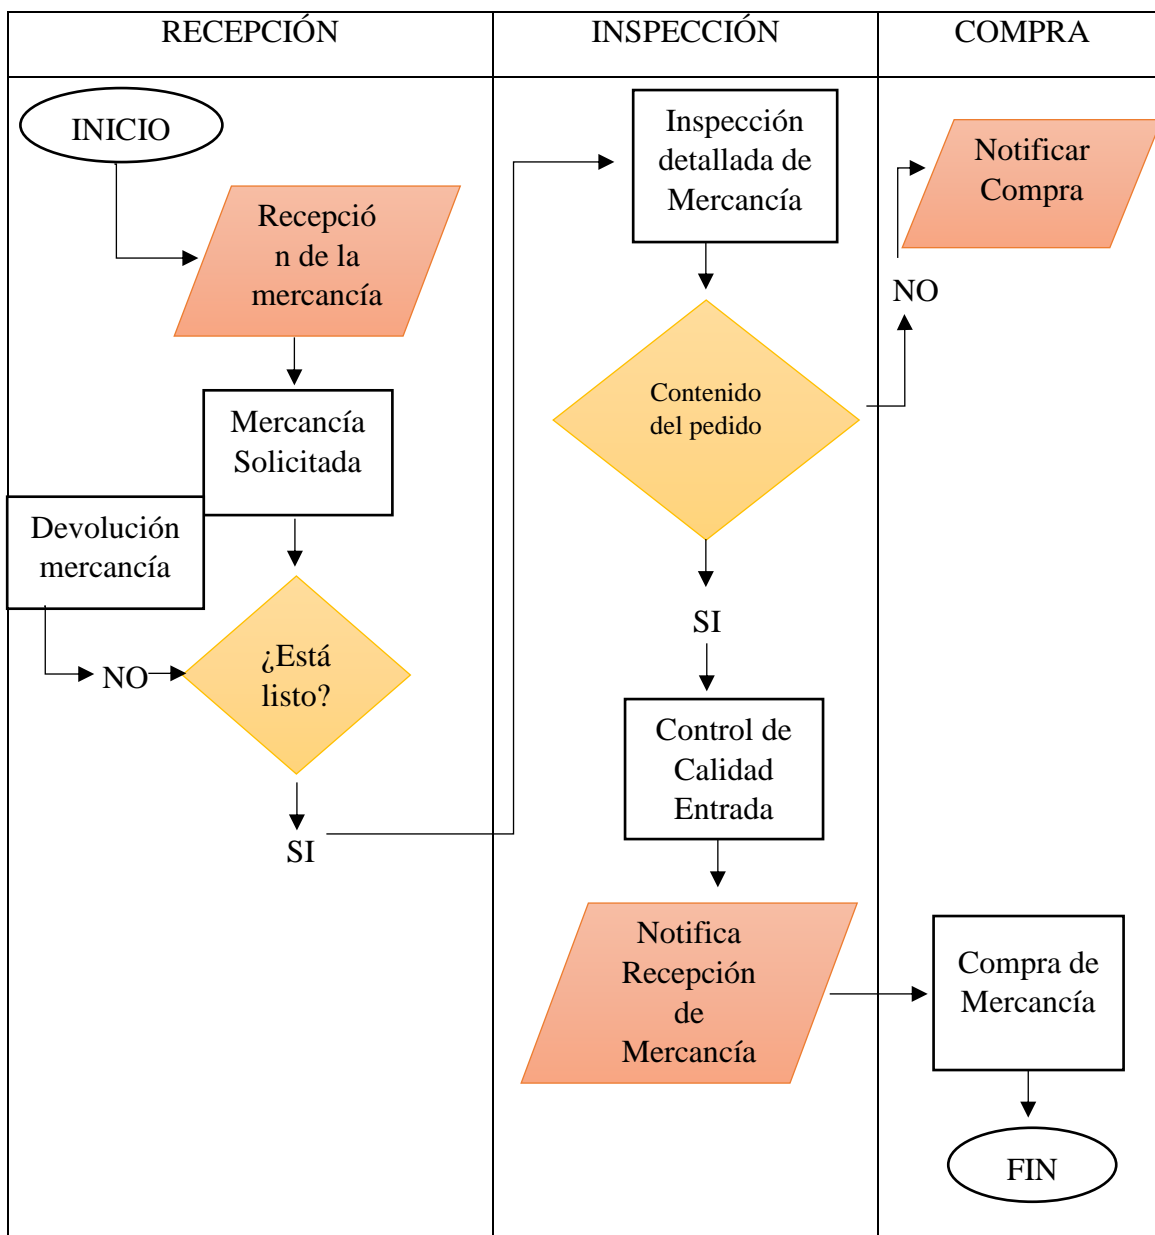 RECEPCIÓN
INSPECCIÓN
COMPRA
INICIO
Recepció
n de la
mercancía
Mercancía
Solicitada
Devolución
mercancía
NO
¿Está
listo?
SI
Inspección
detallada de
Mercancía
Contenido
del pedido
SI
Control de
Calidad
Entrada
Notifica
Recepción
de
Mercancía
Notificar
Compra
NO
Compra de
Mercancía
FIN